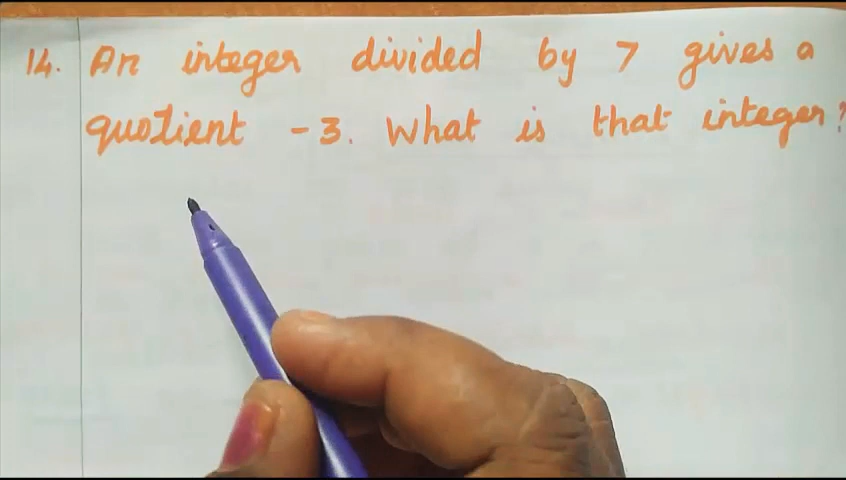 14. An integer divided by 7 gives a
quotient -3. What is that integer?